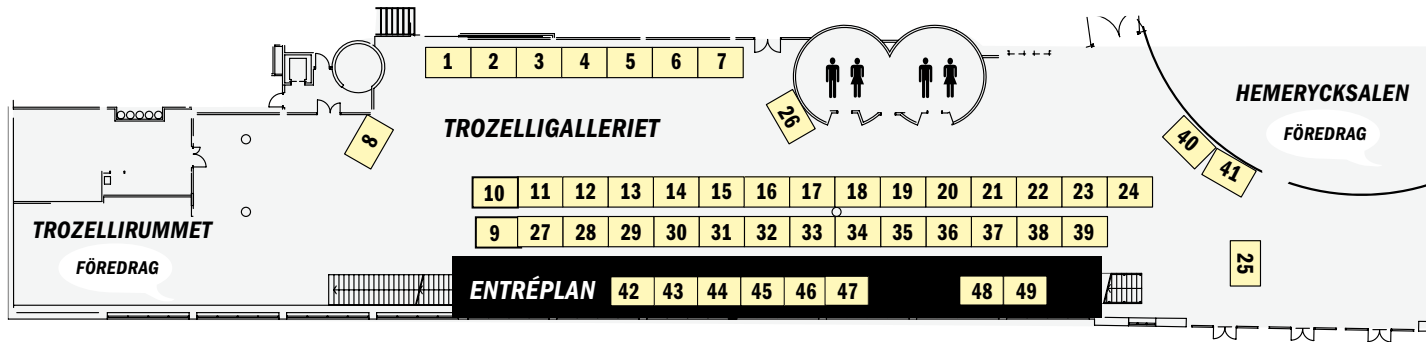 1 2 3 4 5 6 7
HEMERYCKSALEN
FÖREDRAG
26
TROZELLIGALLERIET
8
40
41
10 11 12 13 14 15 16 17 18 19 20 21 22 23 24
TROZELLIRUMMET
FÖREDRAG
9 27 28 29 30 31 32 33 34 35 36 37 38 39
25
ENTRÉPLAN 42 43 44 45 46 47 48 49